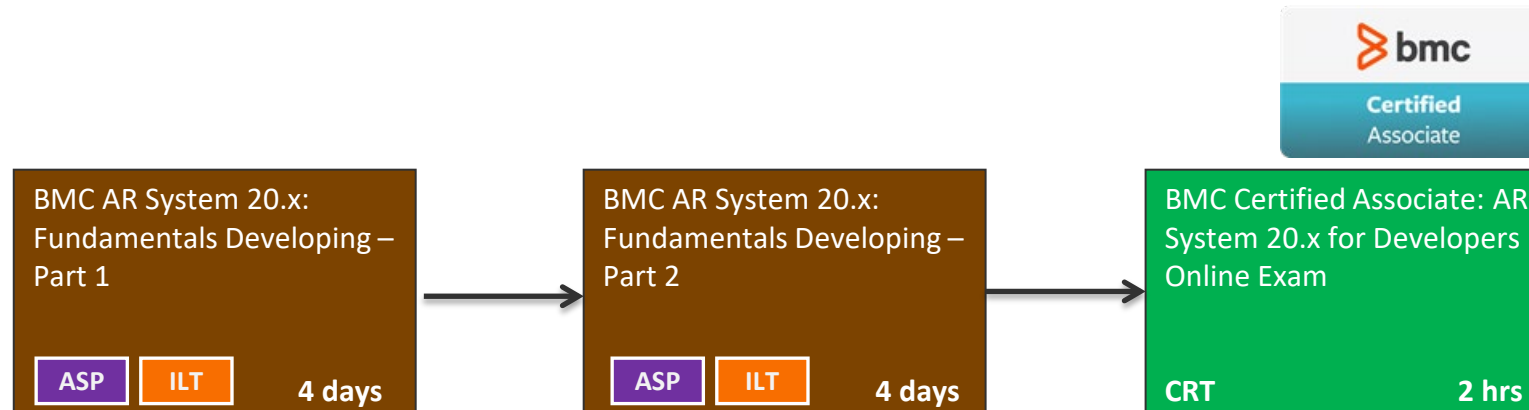 bmc
Certified
Associate
BMC AR System 20.x:
Fundamentals Developing –
Part 1
ASP
ILT
4 days
BMC AR System 20.x:
Fundamentals Developing –
Part 2
ASP
ILT
4 days
BMC Certified Associate: AR
System 20.x for Developers
Online Exam
CRT
2 hrs